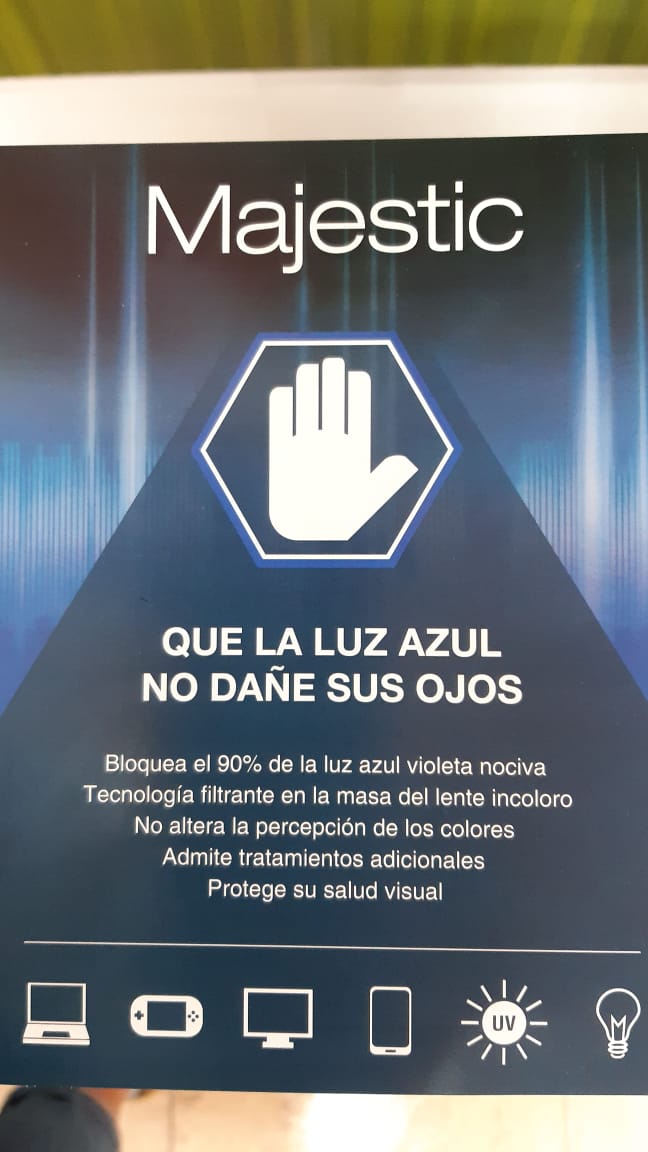 Majestic
QUE LA LUZ AZUL
NO DAÑE SUS OJOS
Bloquea el 90% de la luz azul violeta nociva
Tecnología filtrante en la masa del lente incoloro
No altera la percepción de los colores
Admite tratamientos adicionales
Protege su salud visual
UV